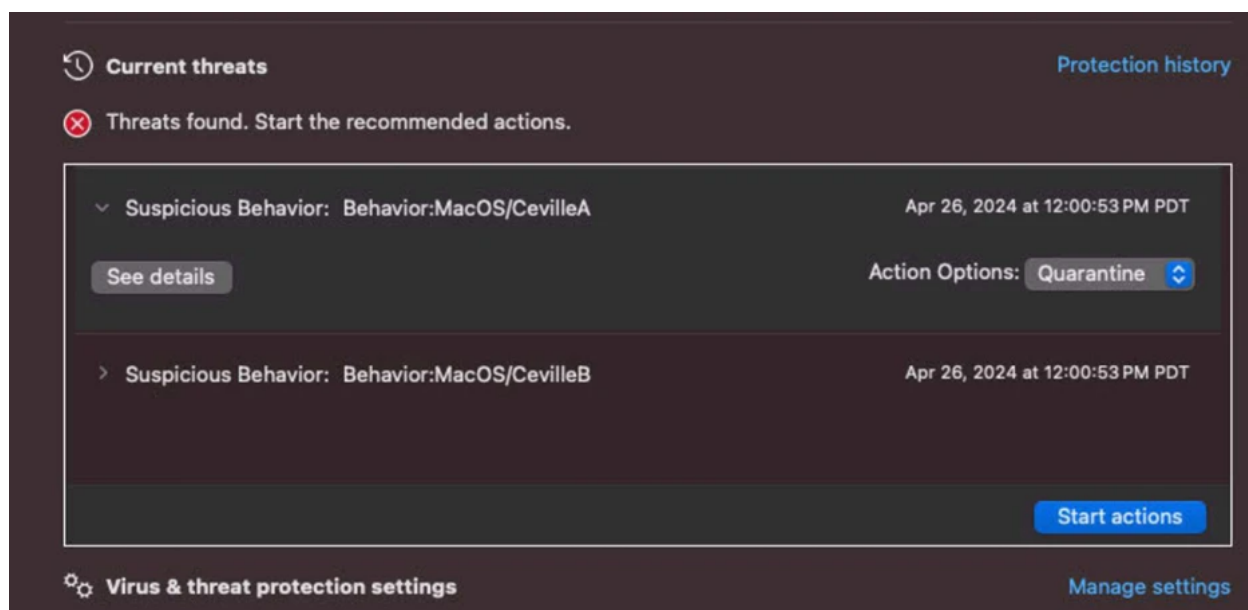 Current threats Protection history
Threats found. Start the recommended actions.
Suspicious Behavior: Behavior:MacOS/CevilleA Apr 26, 2024 at 12:00:53 PM PDT
See details Action Options: Quarantine
Suspicious Behavior: Behavior:MacOS/CevilleB Apr 26, 2024 at 12:00:53 PM PDT
Start actions
Virus & threat protection settings Manage settings